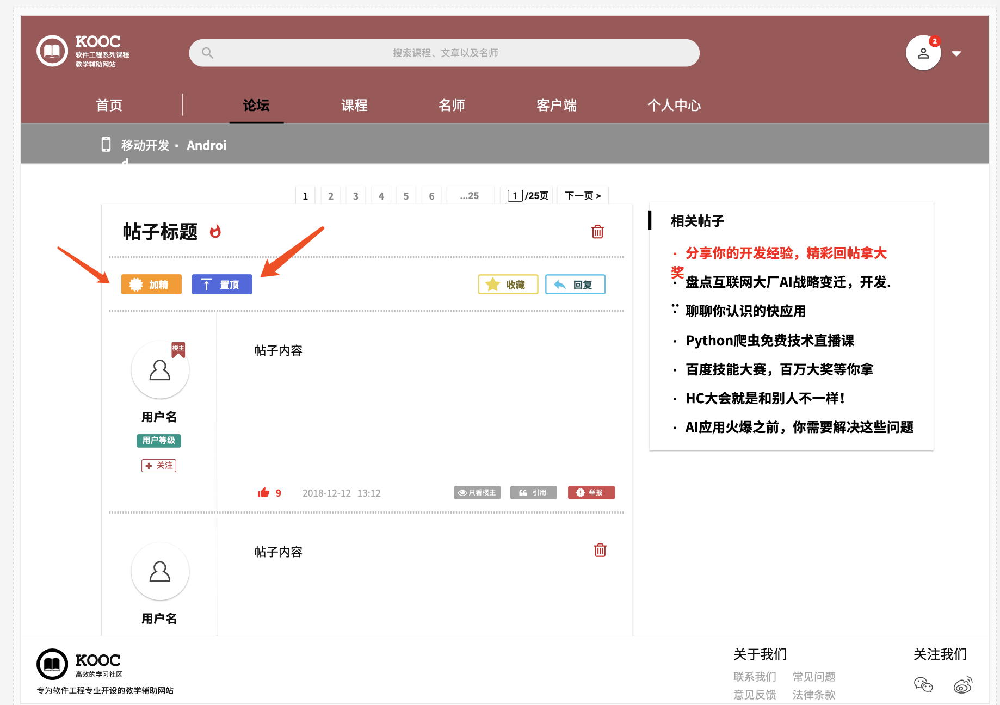 KOOC
软件工程系列课程
教学辅助网站
搜索课程、文章以及名师
2
首页
论坛
课程
名师
客户端
个人中心
移动开发 · Androi
d
1
2
3
4
5
6
...25
1 /25页
下一页 >
帖子标题
加精
置顶
收藏
回复
楼主
用户名
用户等级
+ 关注
帖子内容
9
2018-12-12 13:12
只看楼主
引用
举报
帖子内容
用户名
相关帖子
· 分享你的开发经验，精彩回帖拿大
奖
· 盘点互联网大厂AI战略变迁，开发.
..
· 聊聊你认识的快应用
· Python爬虫免费技术直播课
· 百度技能大赛，百万大奖等你拿
· HC大会就是和别人不一样！
· AI应用火爆之前，你需要解决这些问题
KOOC
高效的学习社区
专为软件工程专业开设的教学辅助网站
关于我们
联系我们
常见问题
意见反馈
法律条款
关注我们